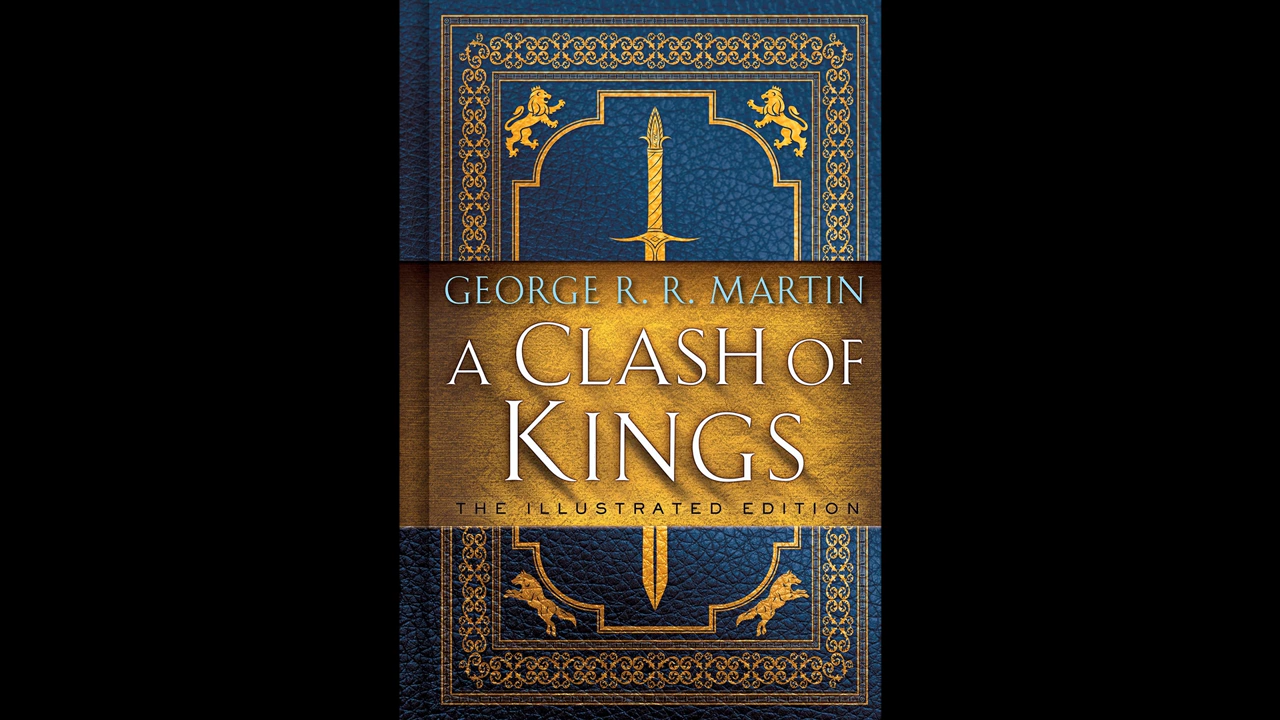 GEORGE R. R. MARTIN
A CLASH OF
KINGS
THE ILLUSTRATED EDITION